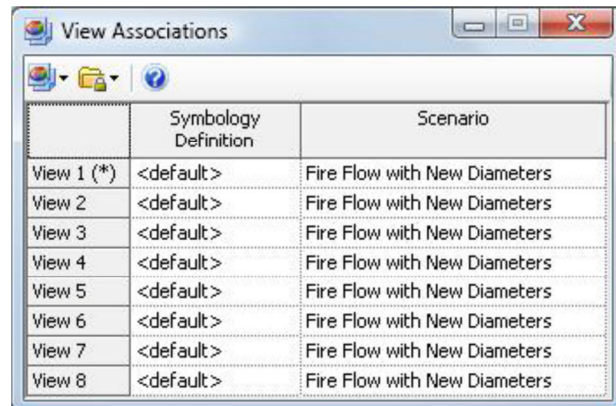 View Associations
Symbology Definition Scenario
View 1 (*) <default> Fire Flow with New Diameters
View 2 <default> Fire Flow with New Diameters
View 3 <default> Fire Flow with New Diameters
View 4 <default> Fire Flow with New Diameters
View 5 <default> Fire Flow with New Diameters
View 6 <default> Fire Flow with New Diameters
View 7 <default> Fire Flow with New Diameters
View 8 <default> Fire Flow with New Diameters